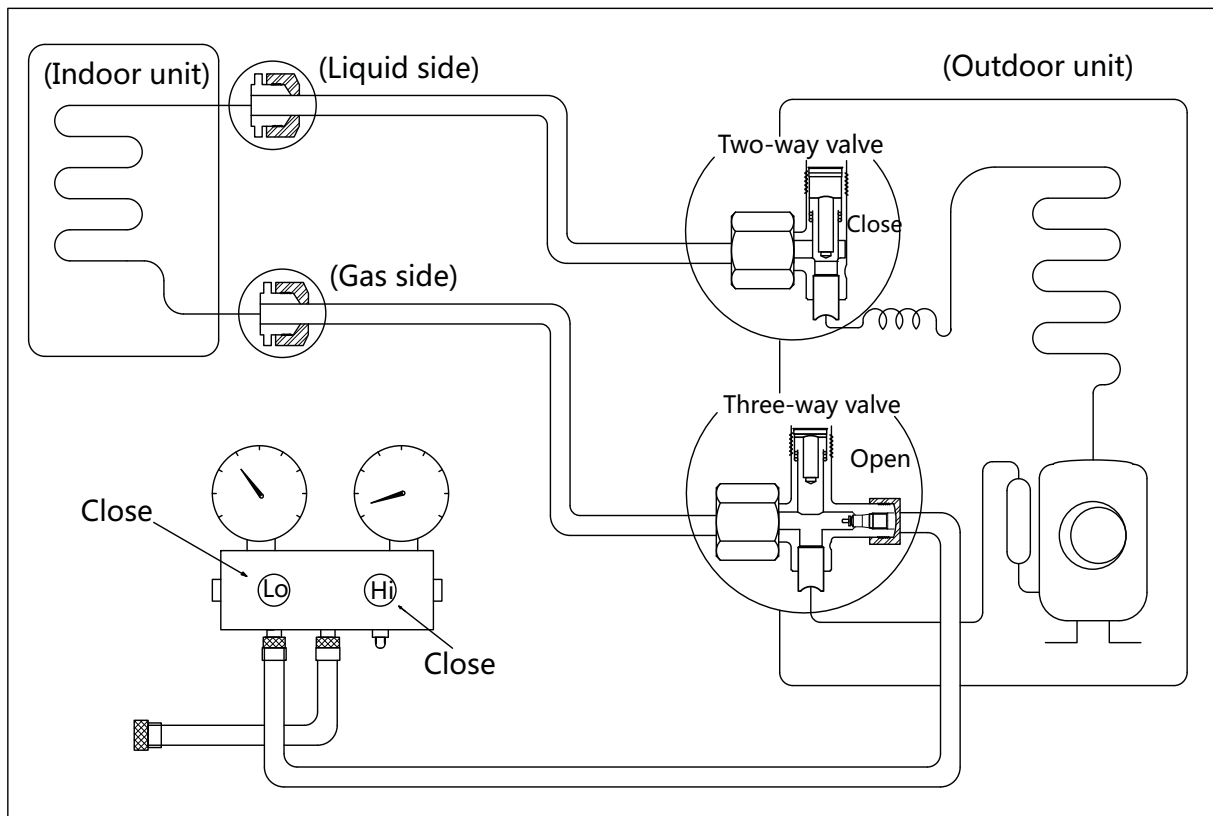 (Indoor unit)
(Liquid side)
(Outdoor unit)
Two-way valve
Close
(Gas side)
Three-way valve
Open
Close
Lo
Hi
Close